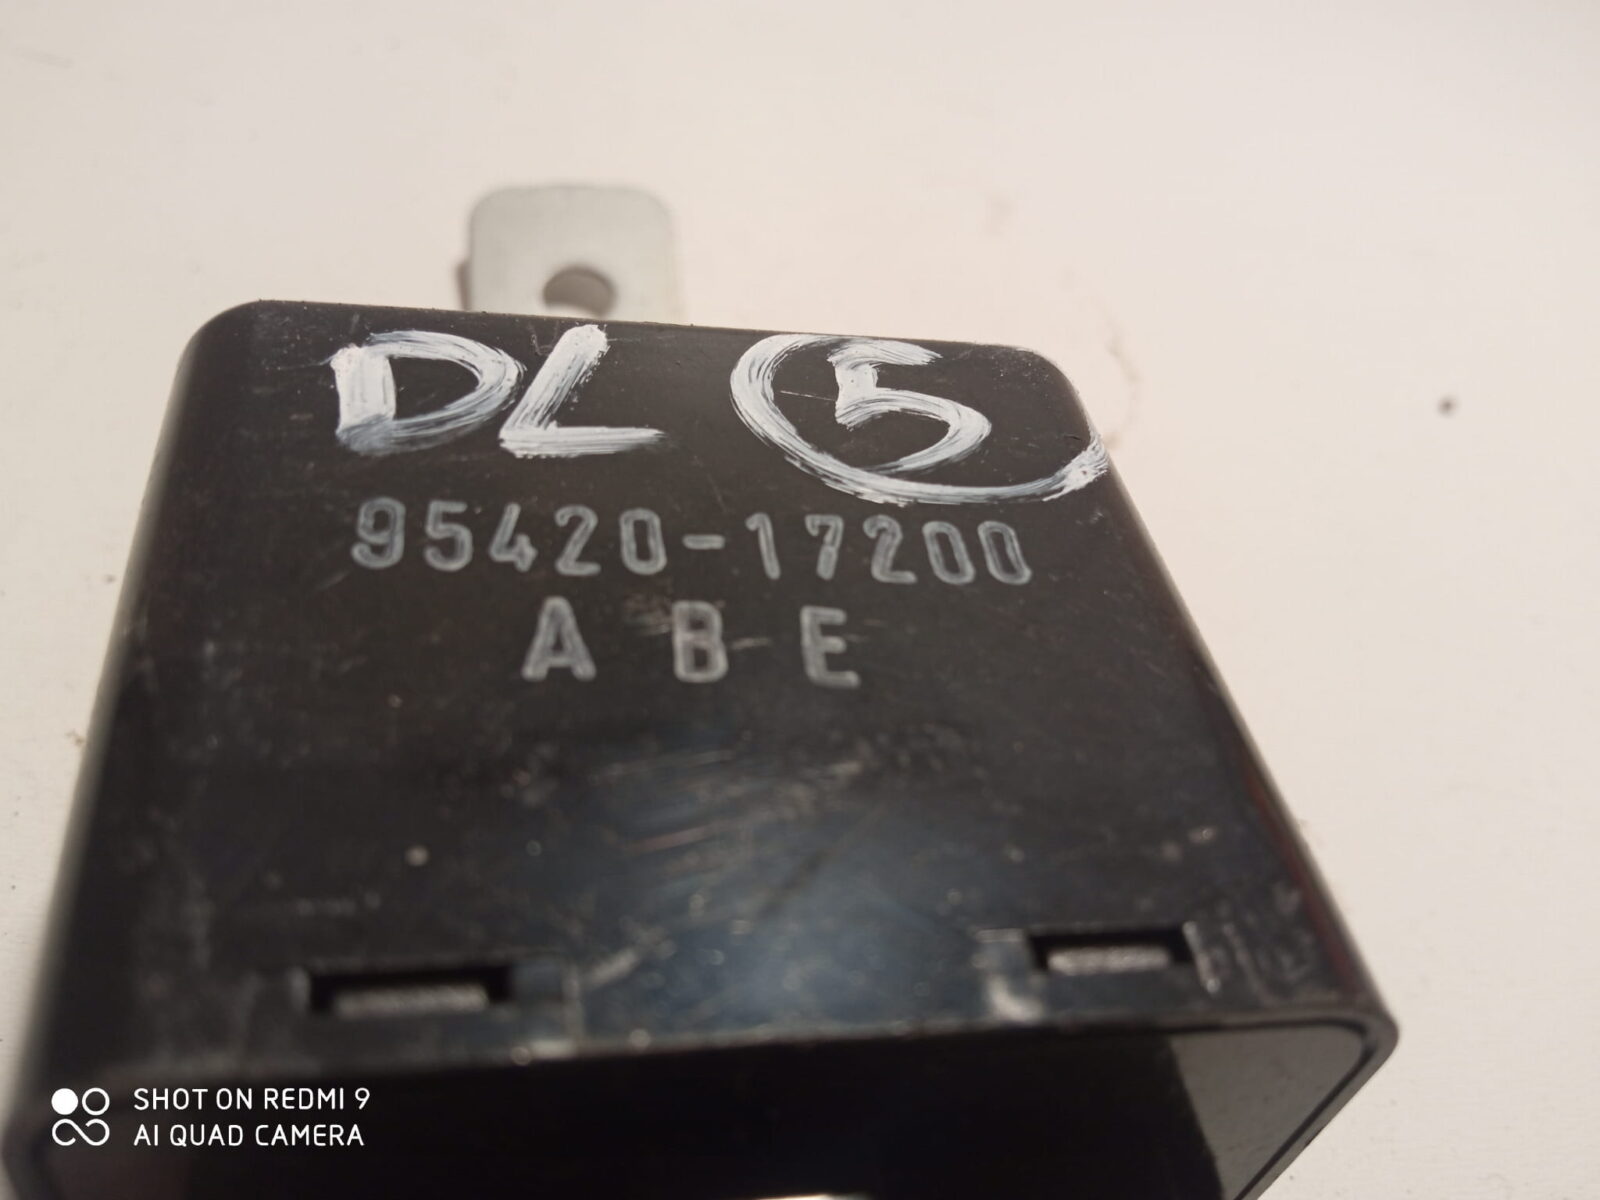 DL 5
95420-17200
A B E
SHOT ON REDMI 9
AI QUAD CAMERA